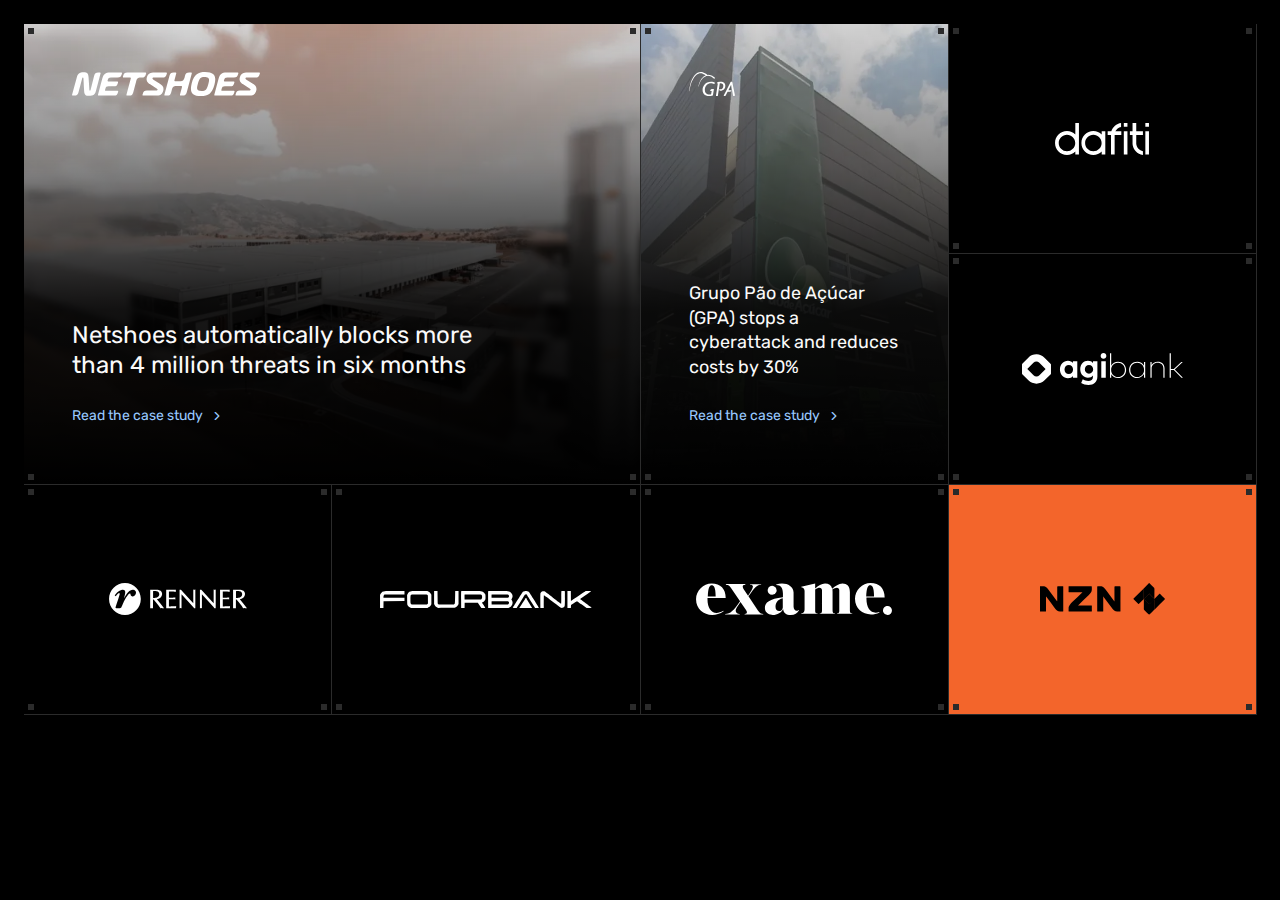 NETSHOES
Netshoes automatically blocks more
than 4 million threats in six months
Read the case study
GPA
Grupo Pão de Açúcar
(GPA) stops a
cyberattack and reduces
costs by 30%
Read the case study
dafiti
agibank
r RENNER
FOURBANK
exame.
NZN